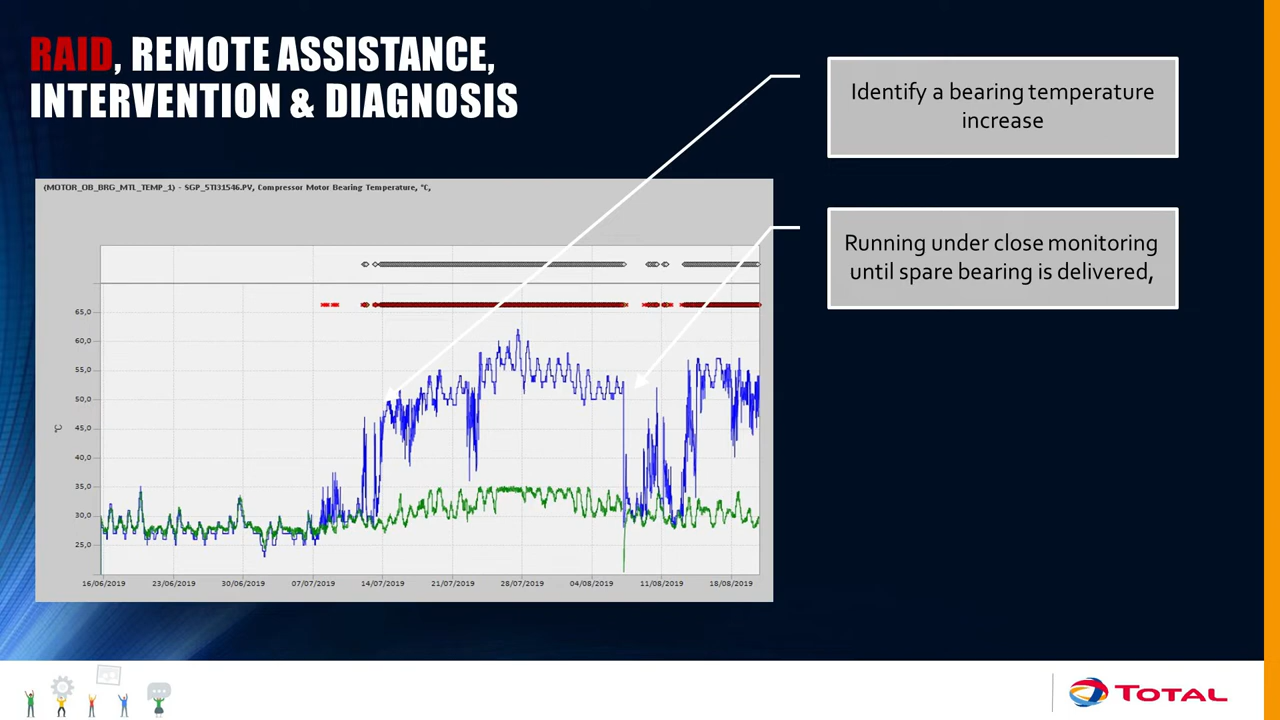 RAID, REMOTE ASSISTANCE,
INTERVENTION & DIAGNOSIS
Identify a bearing temperature
increase
Running under close monitoring
until spare bearing is delivered,
(MOTOR_OB_BRG_MTL_TEMP_1) - SGP_5TI31546.PV, Compressor Motor Bearing Temperature, °C,
65,0
60,0
55,0
50,0
45,0
40,0
35,0
30,0
25,0
°C
16/06/2019 23/06/2019 30/06/2019 07/07/2019 14/07/2019 21/07/2019 28/07/2019 04/08/2019 11/08/2019 18/08/2019
TOTAL